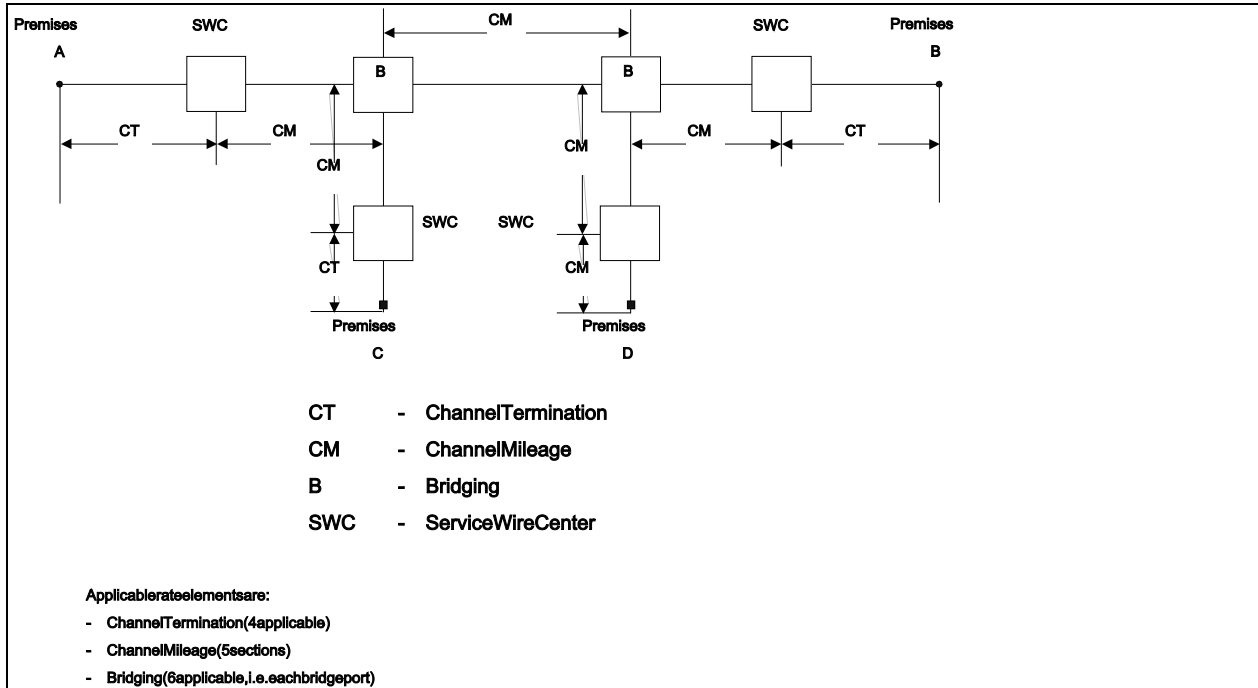 CM
Premises
SWC
SWC
Premises
A
B
B
B
CT
CM
CM
CT
CM
CM
SWC
SWC
CT
CM
Premises
Premises
C
D
CT - ChannelTermination
CM - ChannelMileage
B - Bridging
SWC - ServiceWireCenter
Applicablerateelementsare:
- ChannelTermination(4applicable)
- ChannelMileage(5sections)
- Bridging(6applicable,i.e.eachbridgeport)